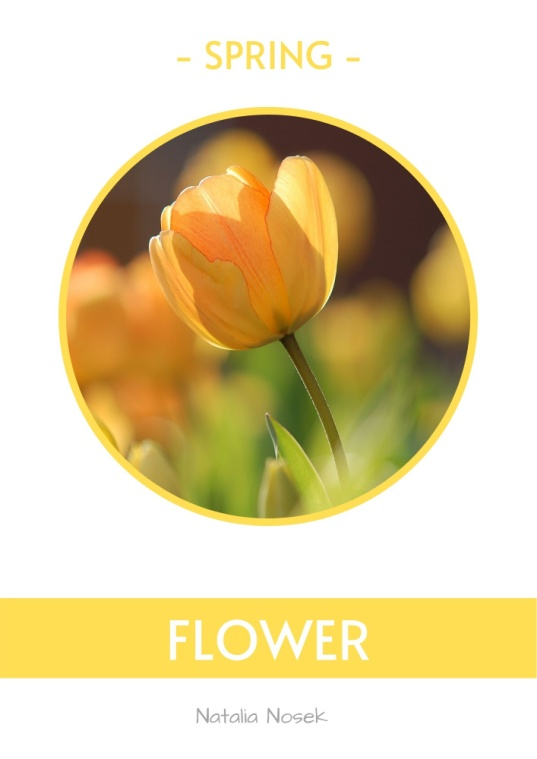 - SPRING -
FLOWER
Natalia Nosek